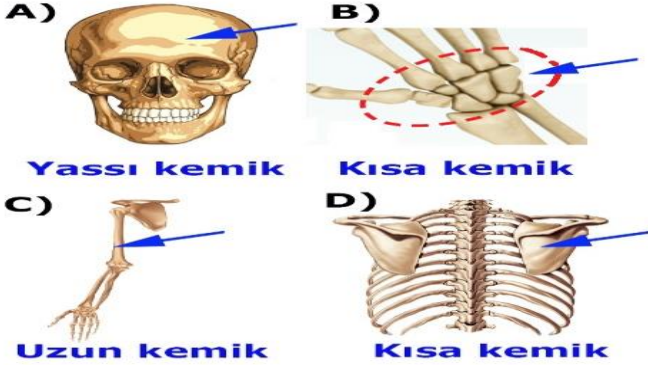 A)
B)
Yassı kemik
Kısa kemik
C)
D)
Uzun kemik
Kısa kemik